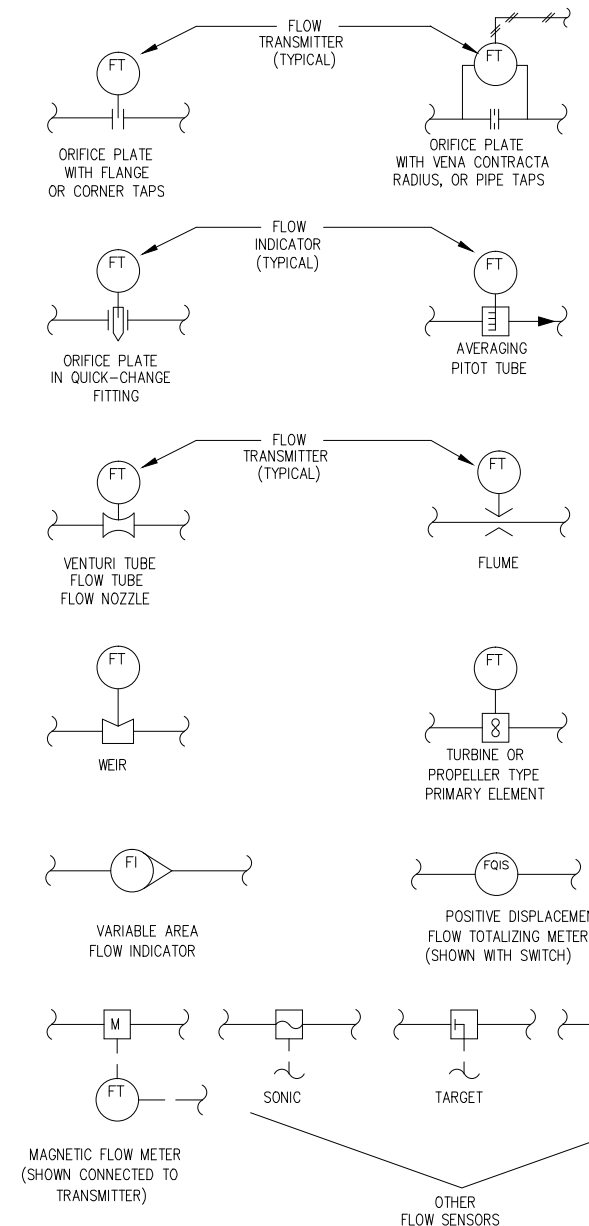 FLOW
TRANSMITTER
(TYPICAL)
FT
FT
ORIFICE PLATE
WITH FLANGE
OR CORNER TAPS
ORIFICE PLATE
WITH VENA CONTRACTA
RADIUS, OR PIPE TAPS
FLOW
INDICATOR
(TYPICAL)
FT
FT
ORIFICE PLATE
IN QUICK-CHANGE
FITTING
AVERAGING
PITOT TUBE
FLOW
TRANSMITTER
(TYPICAL)
FT
FT
VENTURI TUBE
FLOW TUBE
FLOW NOZZLE
FLUME
FT
FT
WEIR
TURBINE OR
PROPELLER TYPE
PRIMARY ELEMENT
FI
FQIS
VARIABLE AREA
FLOW INDICATOR
POSITIVE DISPLACEMEN
FLOW TOTALIZING METER
(SHOWN WITH SWITCH)
M
FT
SONIC
TARGET
MAGNETIC FLOW METER
(SHOWN CONNECTED TO
TRANSMITTER)
OTHER
FLOW SENSORS